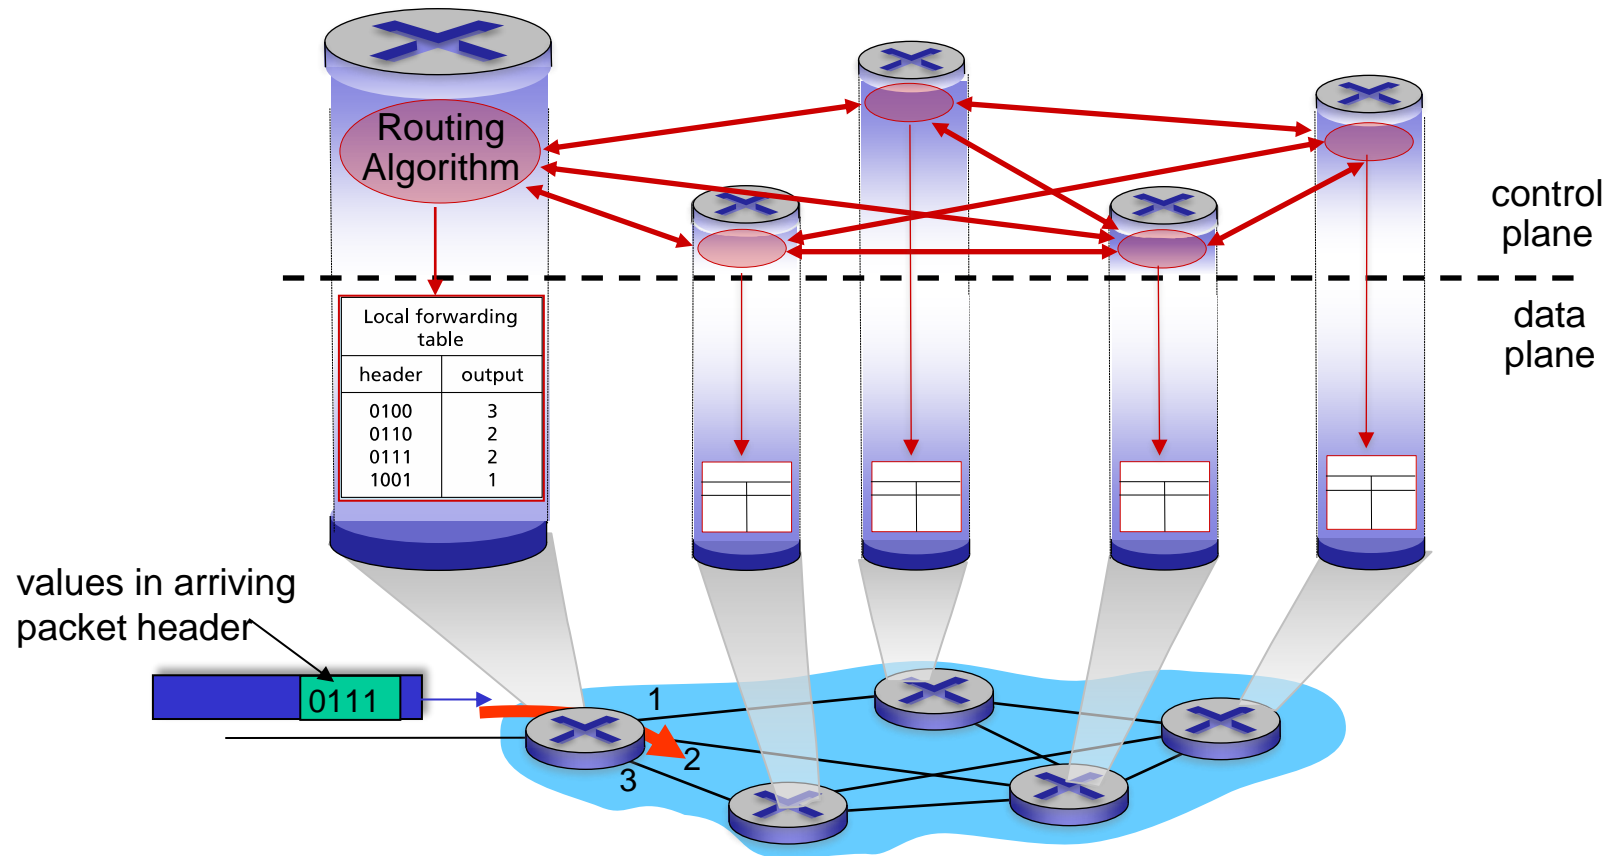 Routing
Algorithm
control
plane
data
plane
Local forwarding
table
header output
0100 3
0110 2
0111 2
1001 1
values in arriving
packet header
0111
1
2
3